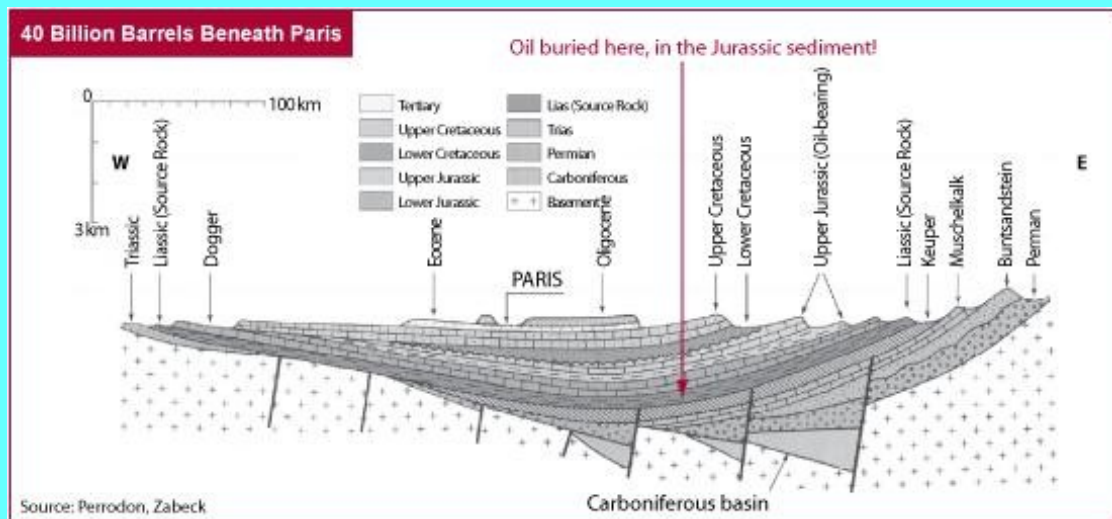 40 Billion Barrels Beneath Paris
Oil buried here, in the Jurassic sediment!
0
100 km
3 km
W
E
Tertiary
Upper Cretaceous
Lower Cretaceous
Upper Jurassic
Lower Jurassic
Lias (Source Rock)
Trias
Permian
Carboniferous
Basement
Triassic
Liassic (Source Rock)
Dogger
Eocene
PARIS
Oligocene
Upper Cretaceous
Lower Cretaceous
Upper Jurassic (Oil-bearing)
Liassic (Source Rock)
Keuper
Muschelkalk
Buntsandstein
Perman
Carboniferous basin
Source: Perrodon, Zabeck